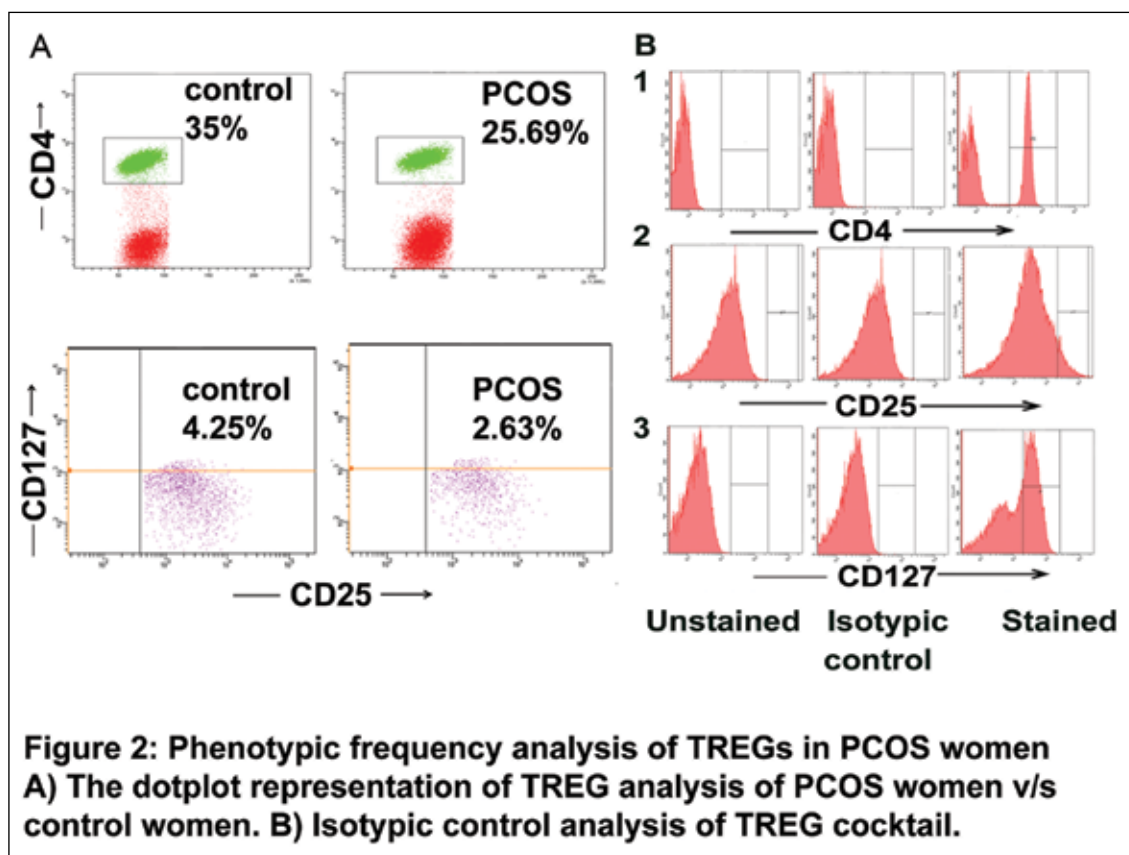 A
control
35%
PCOS
25.69%
CD4
control
4.25%
PCOS
2.63%
CD127
CD25
B
1
CD4
2
CD25
3
CD127
Unstained
Isotypic
control
Stained
Figure 2: Phenotypic frequency analysis of TREGs in PCOS women
A) The dotplot representation of TREG analysis of PCOS women v/s
control women. B) Isotypic control analysis of TREG cocktail.